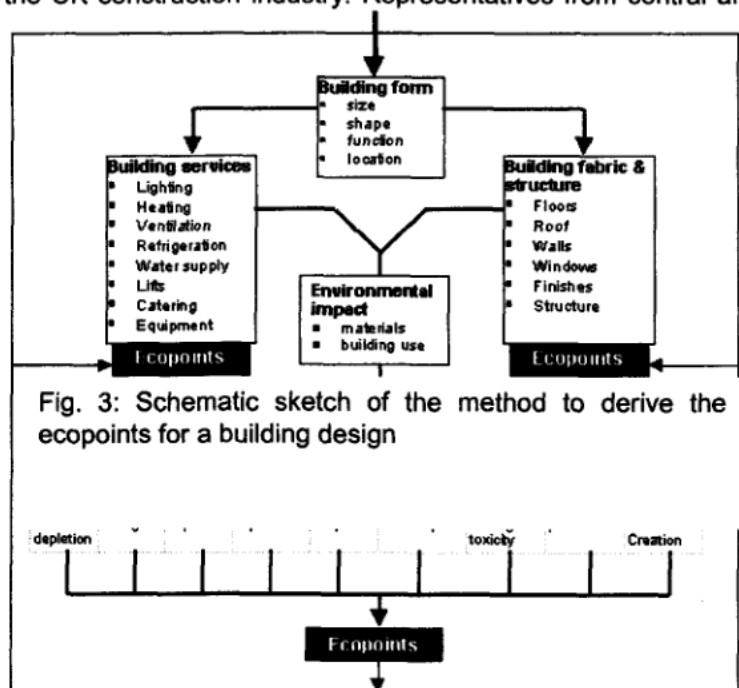 the UK construction industry. Representatives from central an
Building form
▪ size
▪ shape
▪ function
▪ location
Building services
▪ Lighting
▪ Heating
▪ Ventilation
▪ Refrigeration
▪ Water supply
▪ Lifts
▪ Catering
▪ Equipment
Ecopoints
Building fabric &
structure
▪ Floors
▪ Roof
▪ Walls
▪ Windows
▪ Finishes
▪ Structure
Ecopoints
Environmental
impact
▪ materials
▪ building use
Fig. 3: Schematic sketch of the method to derive the
ecopoints for a building design
depletion
toxicity
Creation
Ecopoints